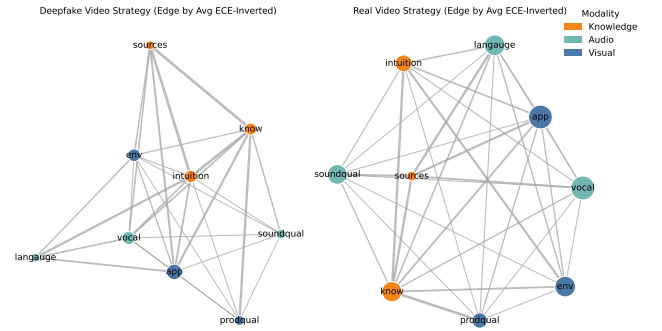 Deepfake Video Strategy (Edge by Avg ECE-Inverted)
sources
know
env
intuition
vocal
soundqual
langauge
app
prodqual
Real Video Strategy (Edge by Avg ECE-Inverted)
langauge
intuition
app
soundqual
sources
vocal
know
env
prodqual
Modality
Knowledge
Audio
Visual